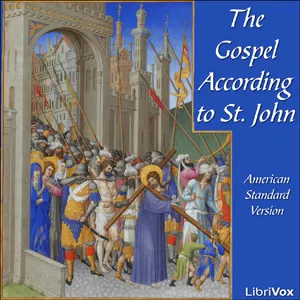 The
Gospel
According
to St. John
American
Standard
Version
LibriVox